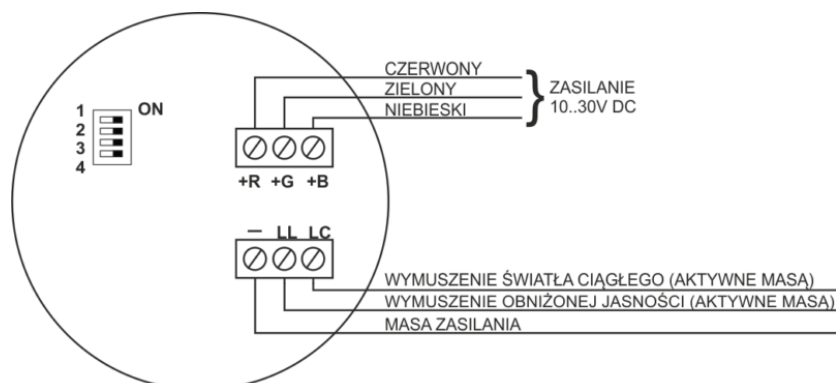 CZERWONY
ZIELONY
NIEBIESKI
ZASILANIE
10..30V DC
1 ON
2
3
4
+R +G +B
— LL LC
WYMUSZENIE ŚWIATŁA CIĄGŁEGO (AKTYWNE MASĄ)
WYMUSZENIE OBNIŻONEJ JASNOŚCI (AKTYWNE MASĄ)
MASA ZASILANIA